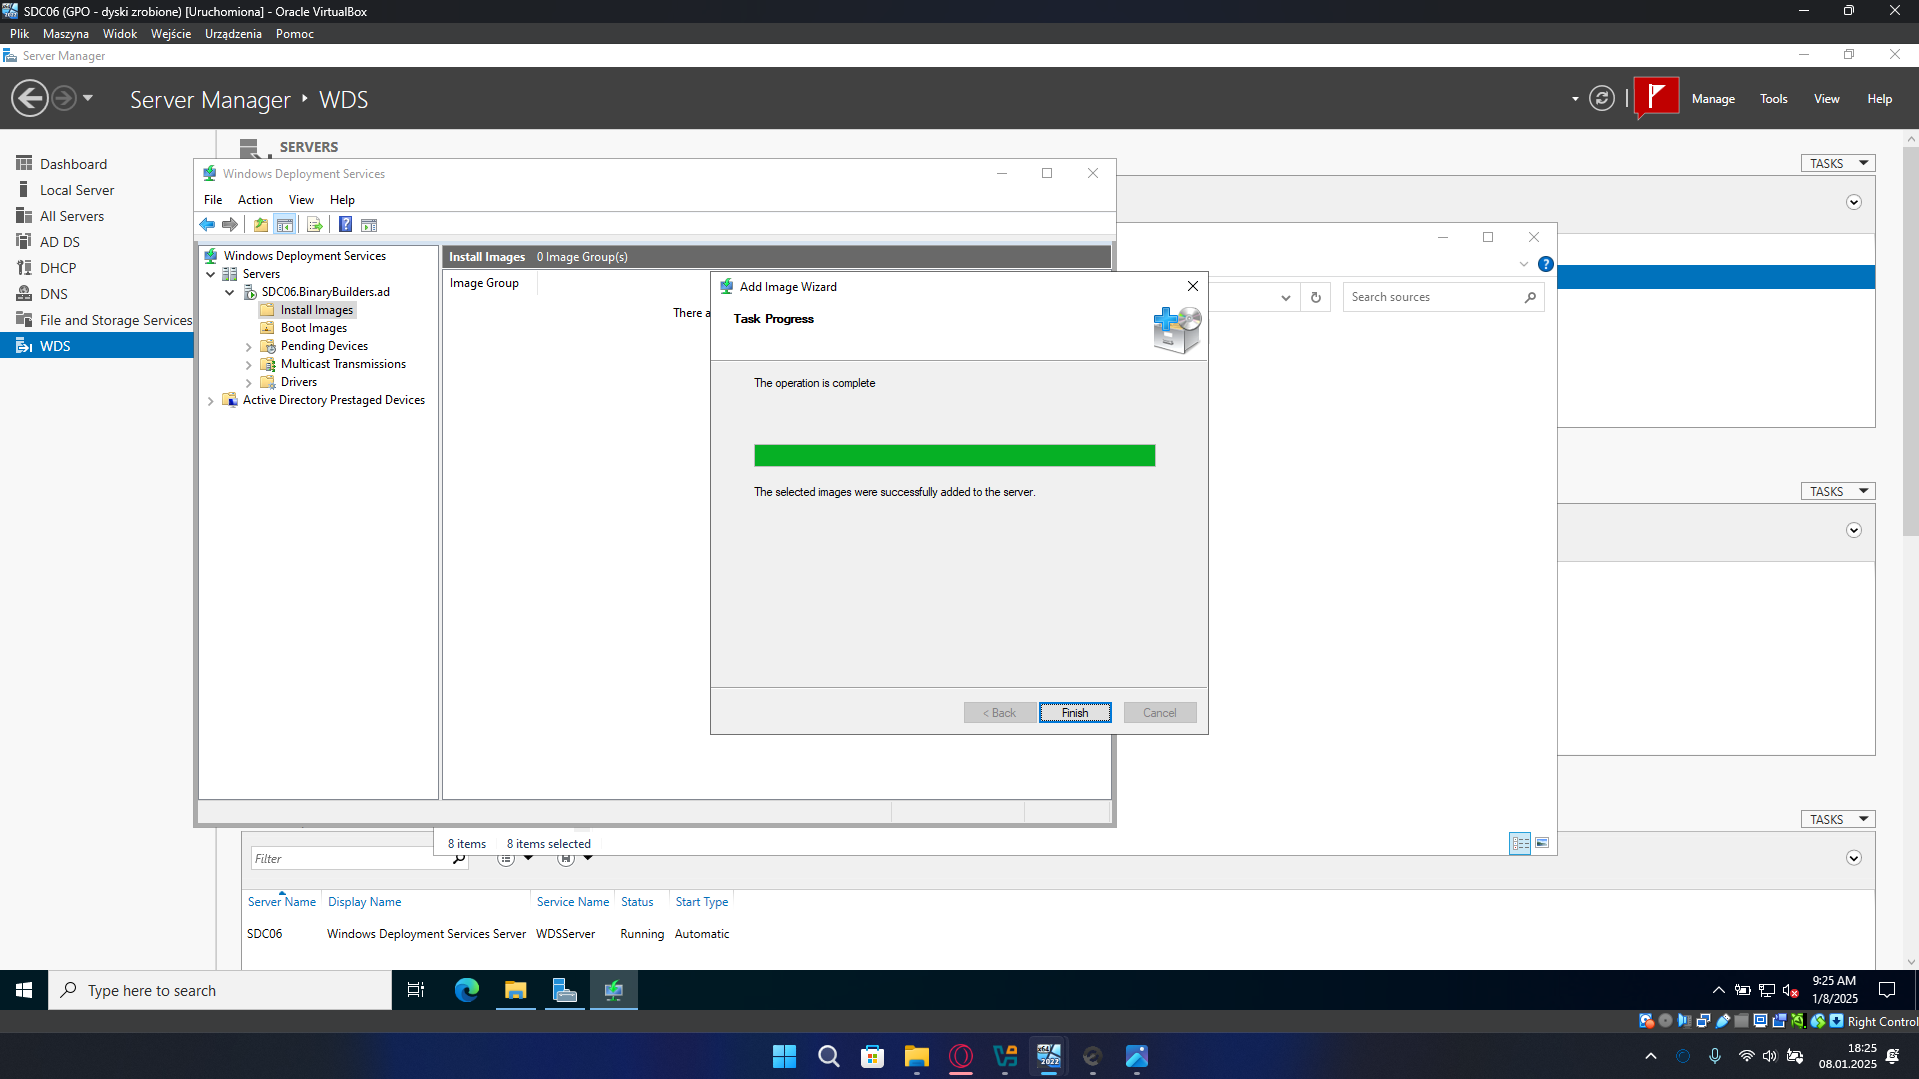 SDC06 (GPO - dyski zrobione) [Uruchomiona] - Oracle VirtualBox
Plik Maszyna Widok Wejście Urządzenia Pomoc
Server Manager
Server Manager WDS
Manage Tools View Help
Dashboard
Local Server
All Servers
AD DS
DHCP
DNS
File and Storage Services
WDS
SERVERS
TASKS
Windows Deployment Services
File Action View Help
Windows Deployment Services
Servers
SDC06.BinaryBuilders.ad
Install Images
Boot Images
Pending Devices
Multicast Transmissions
Drivers
Active Directory Prestaged Devices
Install Images 0 Image Group(s)
Image Group
There a
Search sources
Add Image Wizard
Task Progress
The operation is complete
The selected images were successfully added to the server.
< Back Finish Cancel
TASKS
TASKS
8 items 8 items selected
Filter
Server Name Display Name Service Name Status Start Type
SDC06 Windows Deployment Services Server WDSServer Running Automatic
Type here to search
9:25 AM
1/8/2025
Right Control
18:25
08.01.2025